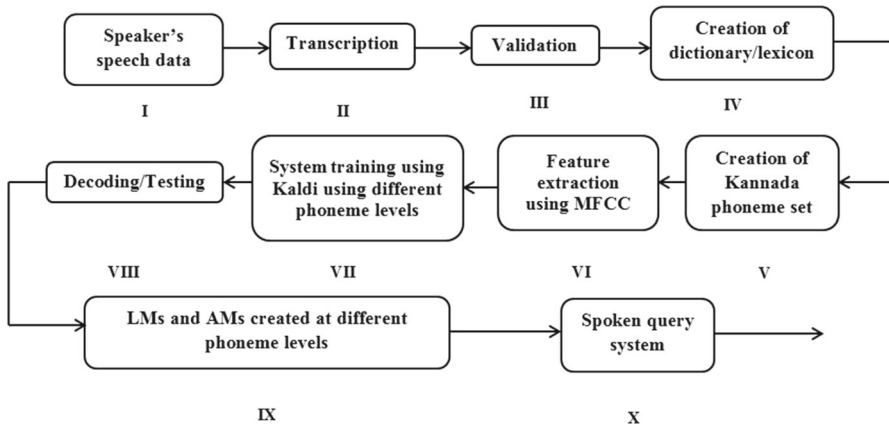 Speaker's
speech data
Transcription
Validation
Creation of
dictionary/lexicon
I
II
III
IV
Decoding/Testing
System training using
Kaldi using different
phoneme levels
Feature
extraction
using MFCC
Creation of
Kannada
phoneme set
VIII
VII
VI
V
LMs and AMs created at different
phoneme levels
Spoken query
system
IX
X